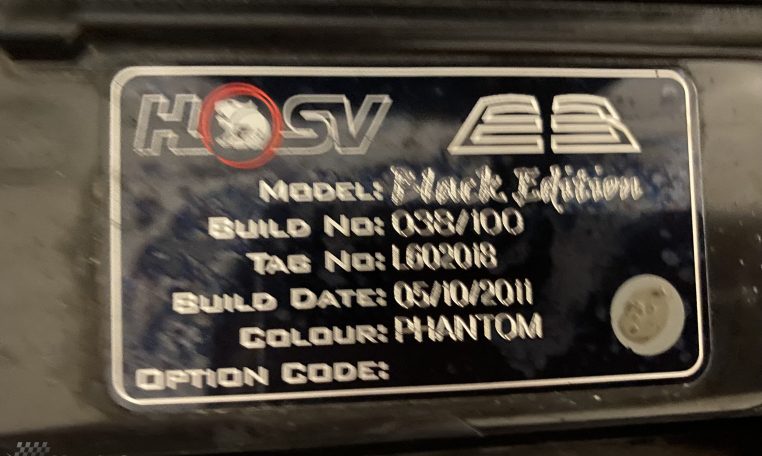 HSV
MODEL: Black Edition
BUILD NO: 038/100
TAG NO: L602018
BUILD DATE: 05/10/2011
COLOUR: PHANTOM
OPTION CODE: